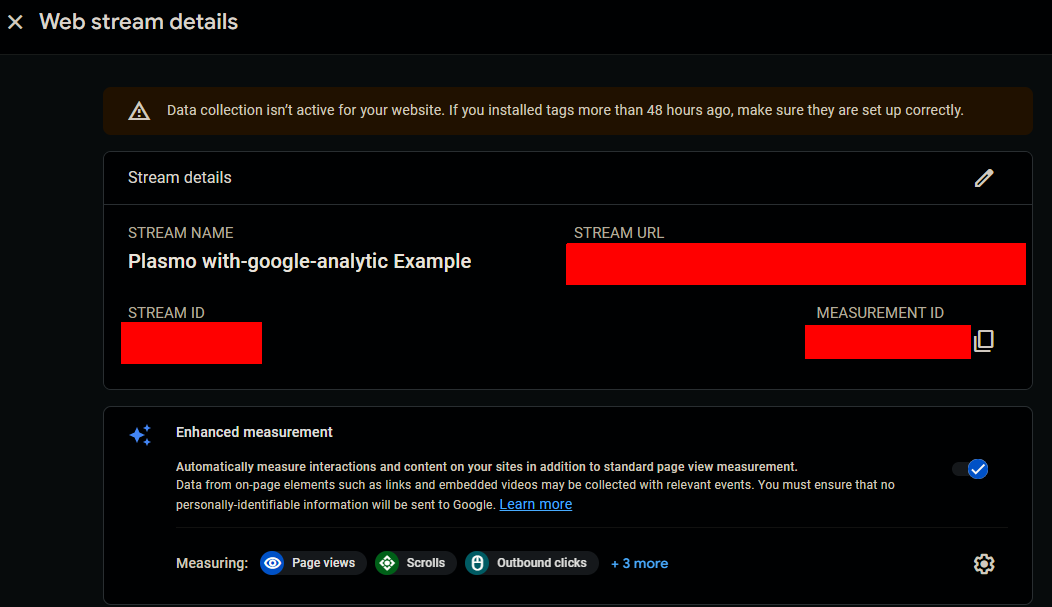 Web stream details
Data collection isn't active for your website. If you installed tags more than 48 hours ago, make sure they are set up correctly.
Stream details
STREAM NAME
STREAM URL
Plasmo with-google-analytic Example
STREAM ID
MEASUREMENT ID
Enhanced measurement
Automatically measure interactions and content on your sites in addition to standard page view measurement.
Data from on-page elements such as links and embedded videos may be collected with relevant events. You must ensure that no
personally-identifiable information will be sent to Google. Learn more
Measuring: Page views Scrolls Outbound clicks + 3 more